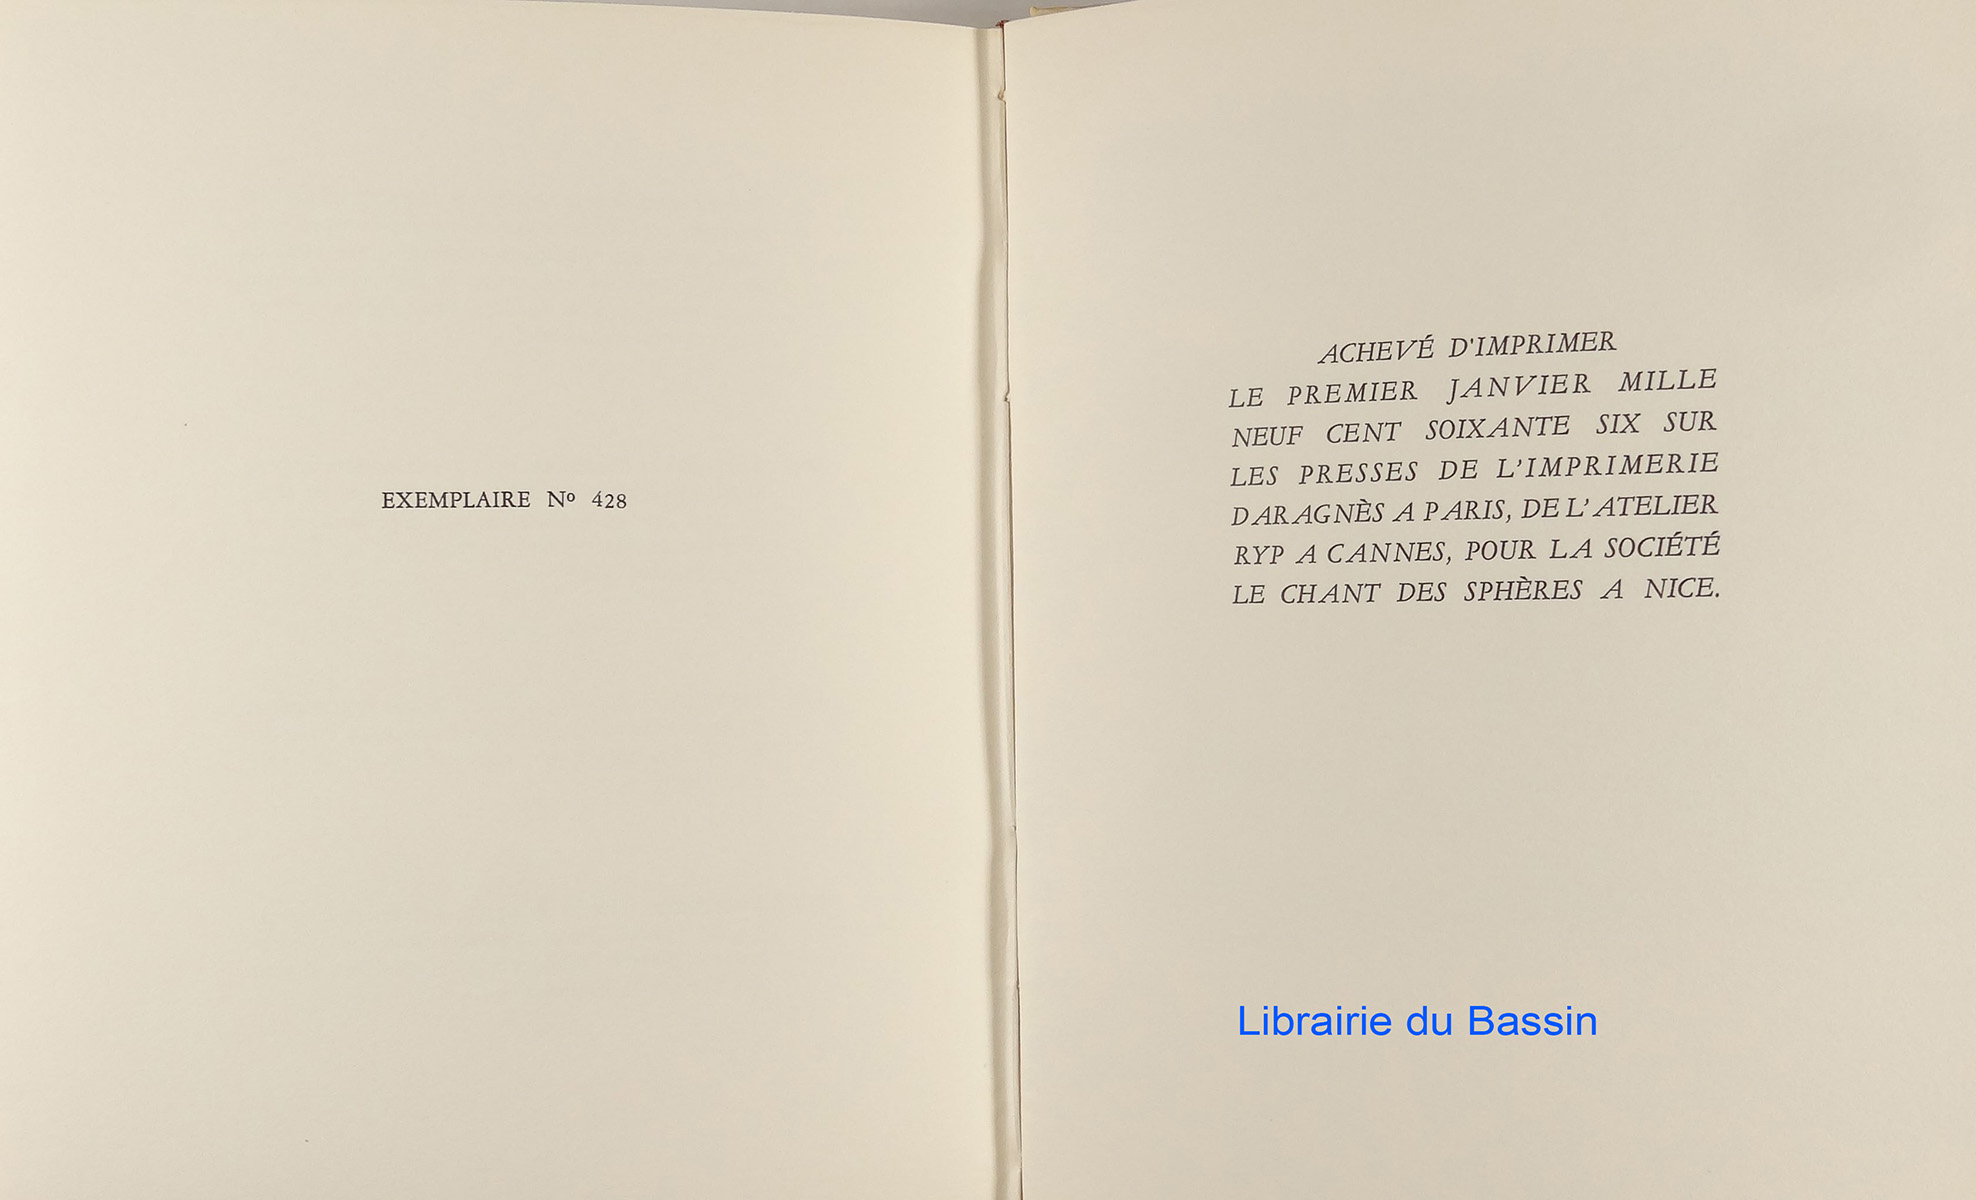 EXEMPLAIRE Nº 428
ACHEVÉ D'IMPRIMER
LE PREMIER JANVIER MILLE
NEUF CENT SOIXANTE SIX SUR
LES PRESSES DE L'IMPRIMERIE
DARAGNÈS A PARIS, DE L'ATELIER
RYP A CANNES, POUR LA SOCIÉTÉ
LE CHANT DES SPHÈRES A NICE.
Librairie du Bassin